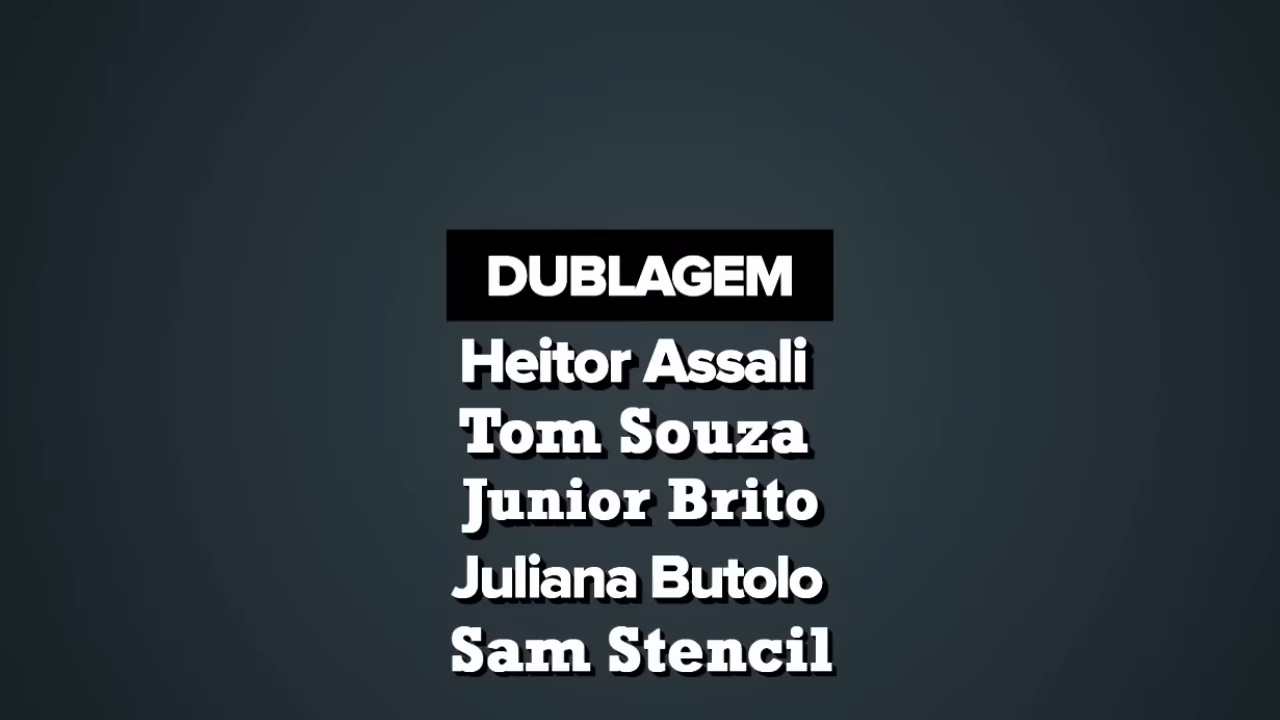 DUBLAGEM
Heitor Assali
Tom Souza
Junior Brito
Juliana Butolo
Sam Stencil